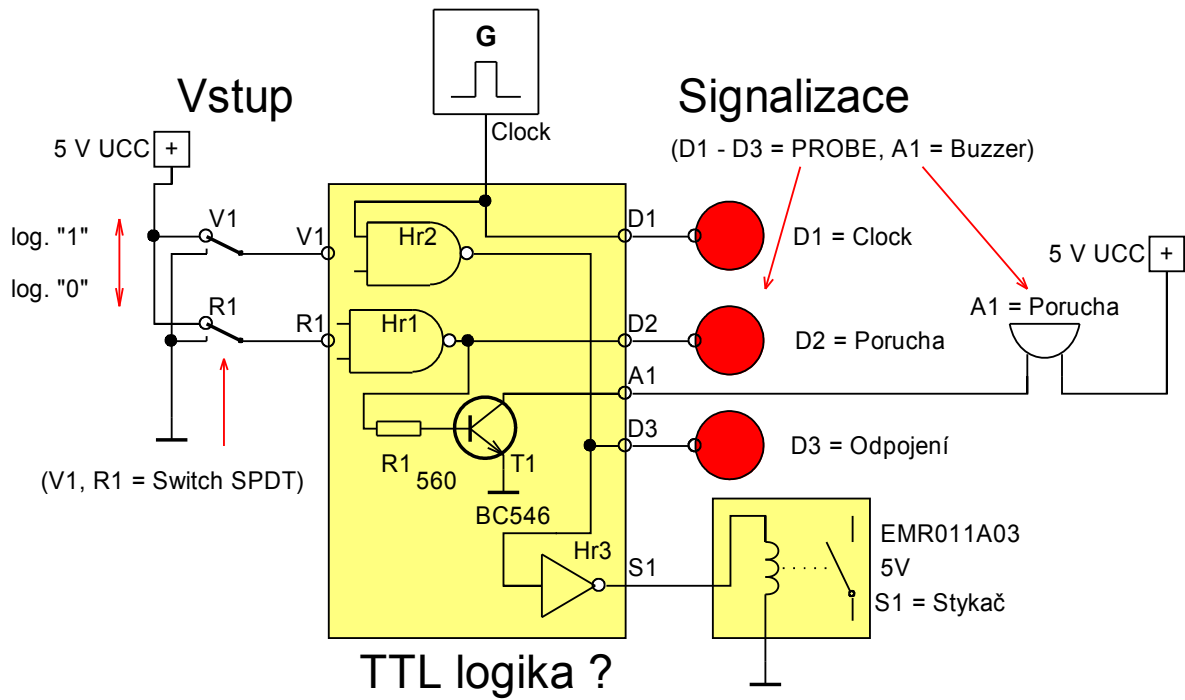 G
Vstup
Signalizace
Clock
5 V UCC +
(D1 - D3 = PROBE, A1 = Buzzer)
log. "1"
V1
V1
Hr2
D1
D1 = Clock
5 V UCC +
log. "0"
R1
R1
Hr1
D2
D2 = Porucha
A1 = Porucha
A1
D3
D3 = Odpojení
R1
560
T1
BC546
(V1, R1 = Switch SPDT)
Hr3
S1
EMR011A03
5V
S1 = Stykač
TTL logika ?